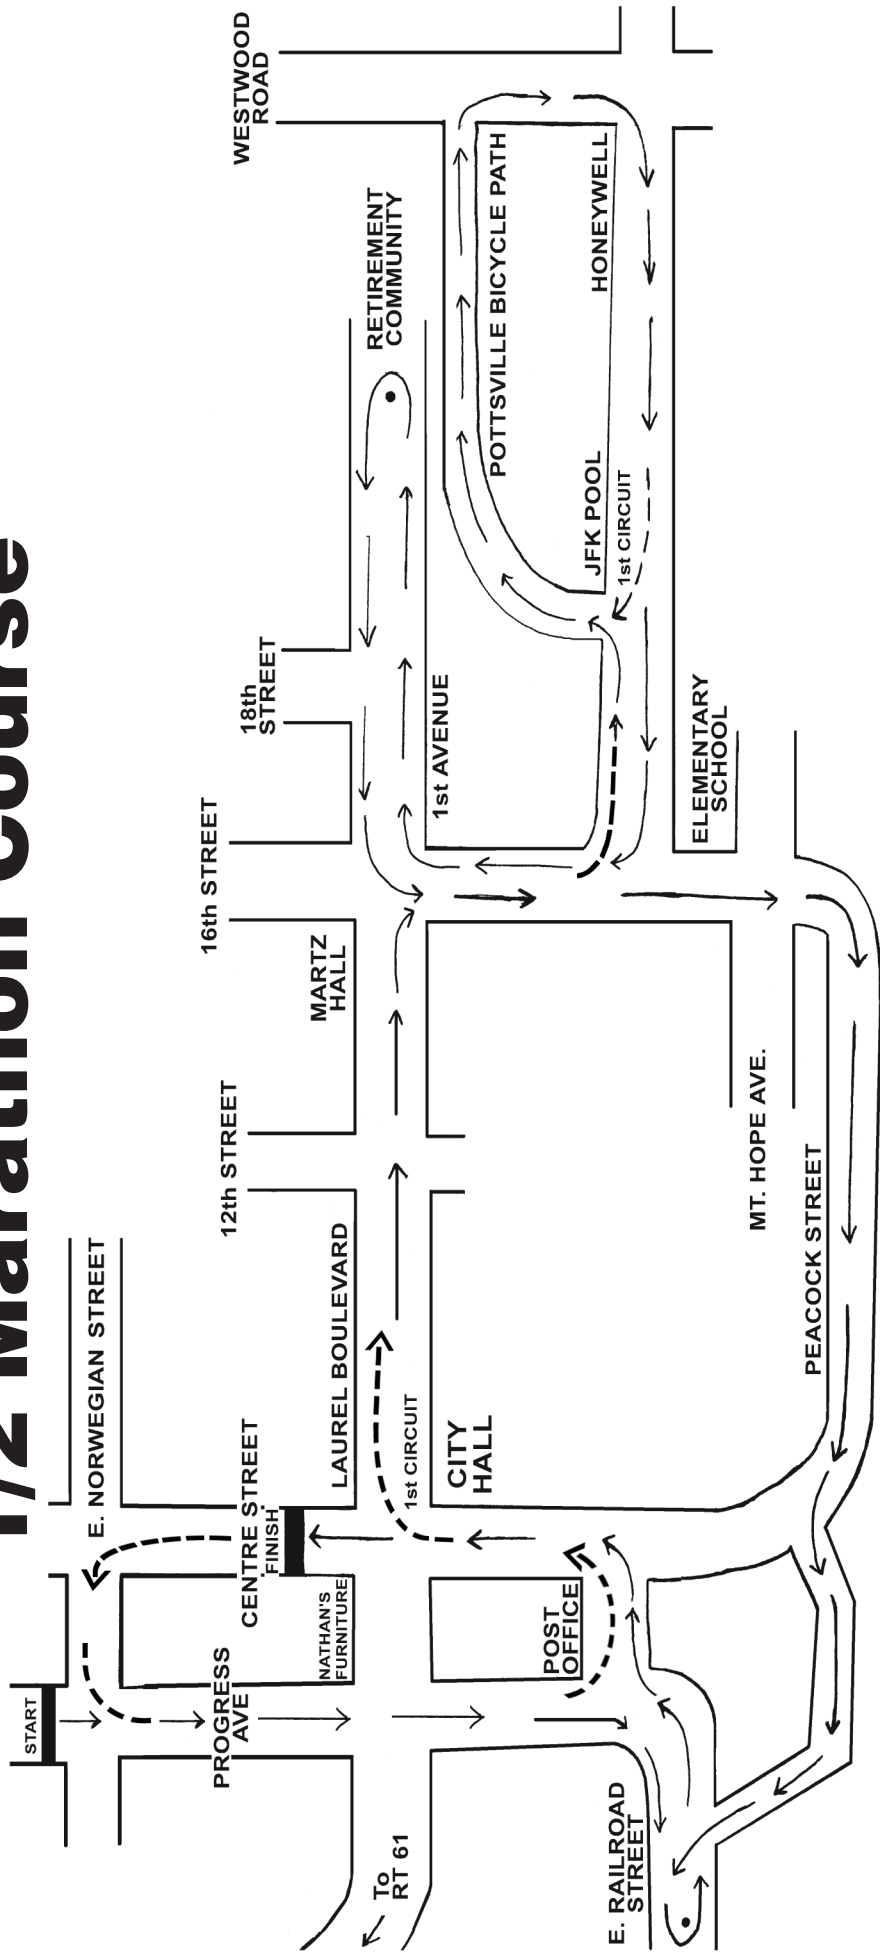 1/2 Marathon Course
WESTWOOD
ROAD
RETIREMENT
COMMUNITY
POTTSVILLE BICYCLE PATH
HONEYWELL
JFK POOL
1st CIRCUIT
18th
STREET
1st AVENUE
ELEMENTARY
SCHOOL
16th STREET
MARTZ
HALL
12th STREET
MT. HOPE AVE.
PEACOCK STREET
E. NORWEGIAN STREET
LAUREL BOULEVARD
1st CIRCUIT
CITY
HALL
CENTRE STREET
FINISH
NATHAN'S
FURNITURE
POST
OFFICE
START
PROGRESS
AVE
To
RT 61
E. RAILROAD
STREET